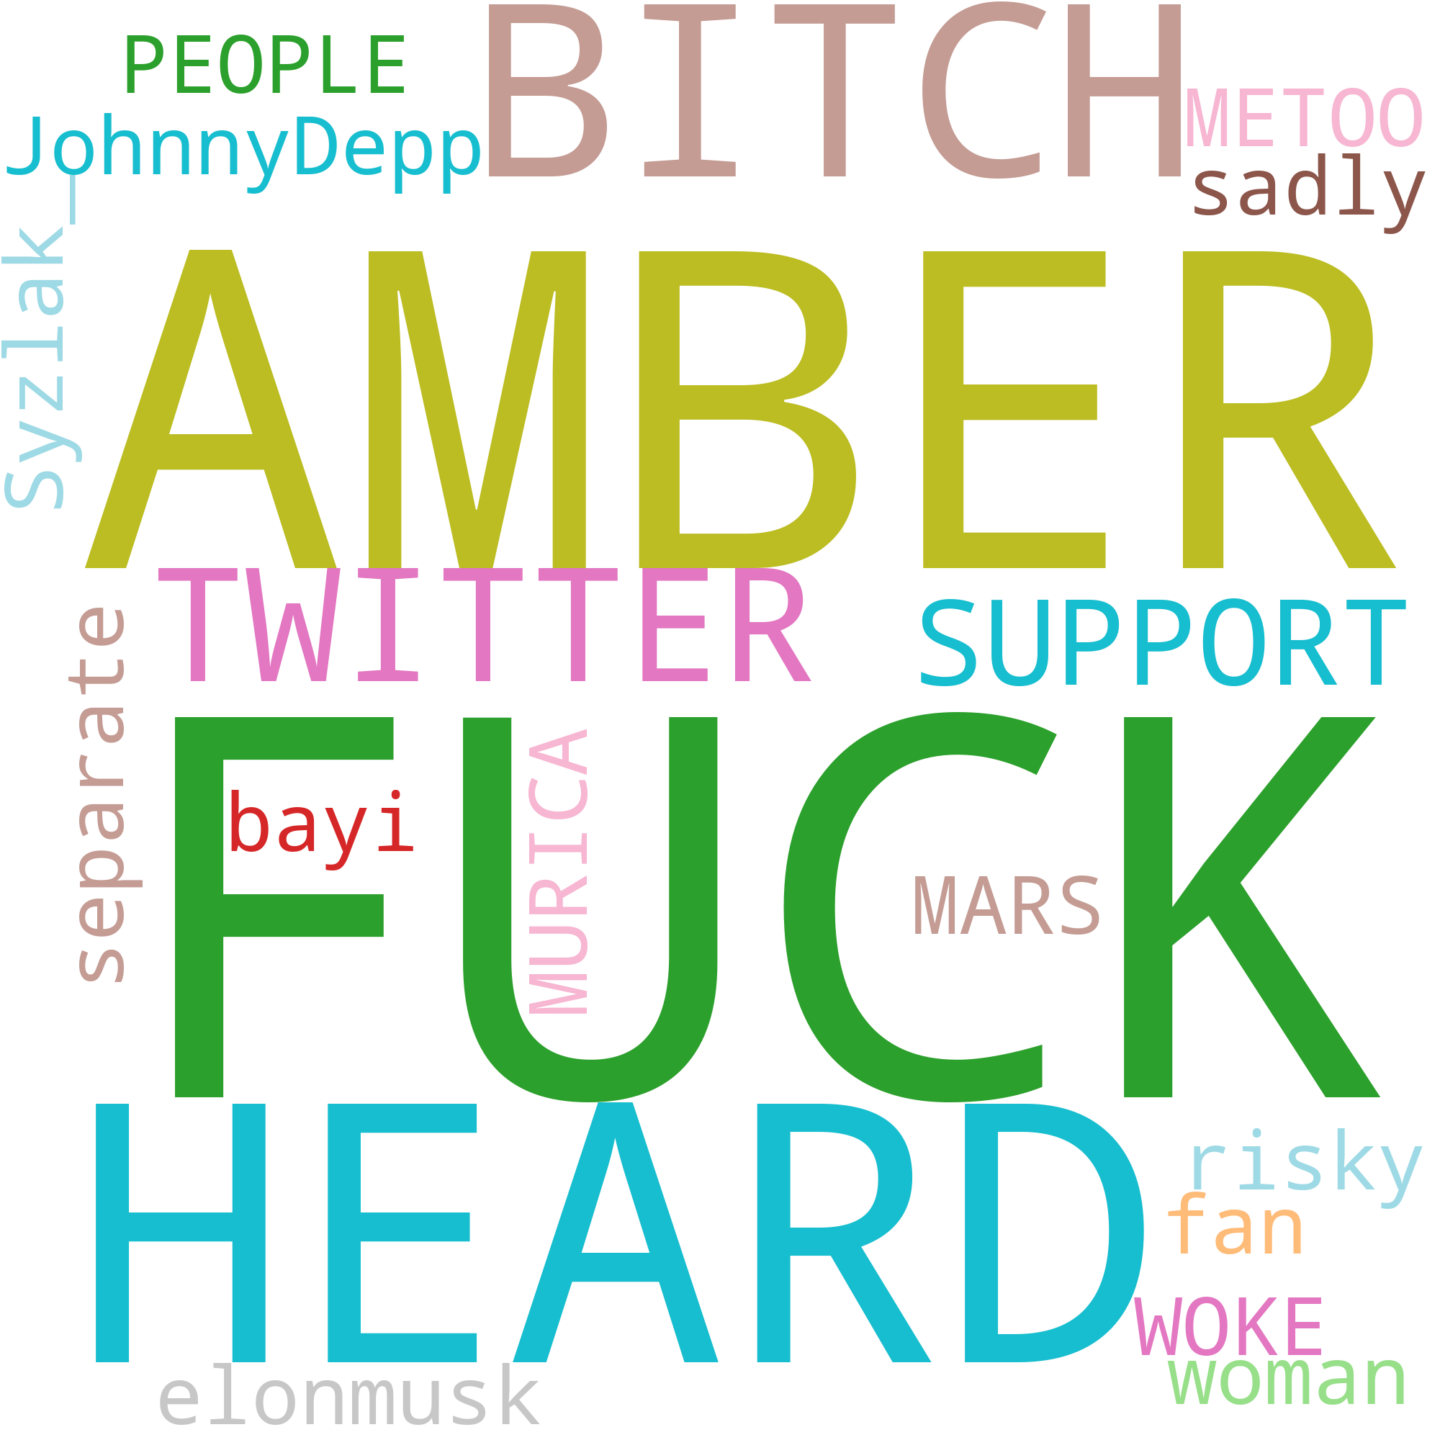 BITCH
PEOPLE
METOO
JohnnyDepp
sadly
Syzlak_
AMBER
TWITTER
SUPPORT
separate
FUCK
bayi
MURICA
MARS
HEARD
risky
fan
WOKE
woman
elonmusk